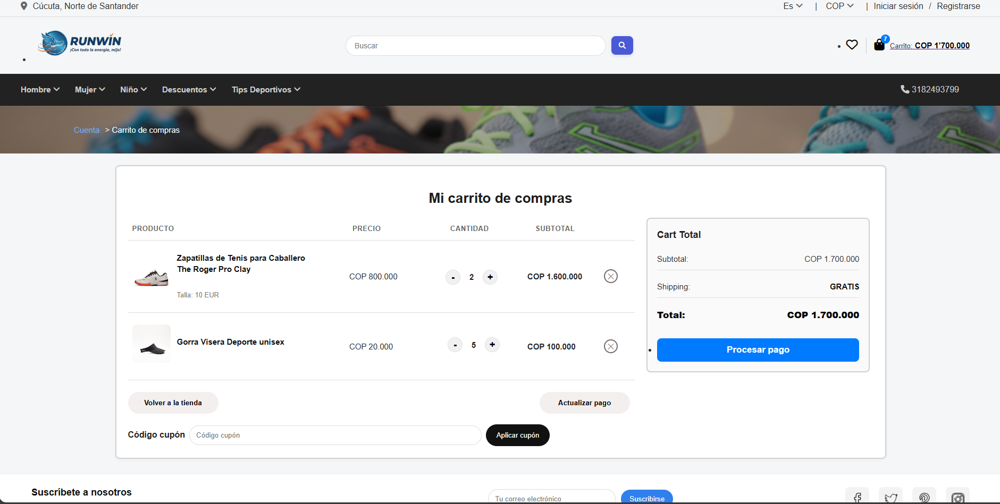 Cúcuta, Norte de Santander
Es | COP | Iniciar sesión / Registrarse
RUNWIN
¡Con toda la energía, mijo!
Buscar
7
Carrito: COP 1’700.000
Hombre Mujer Niño Descuentos Tips Deportivos 3182493799
Cuenta > Carrito de compras
Mi carrito de compras
PRODUCTO PRECIO CANTIDAD SUBTOTAL
Zapatillas de Tenis para Caballero
The Roger Pro Clay
COP 800.000 - 2 + COP 1.600.000
Talla: 10 EUR
Gorra Visera Deporte unisex
COP 20.000 - 5 + COP 100.000
Volver a la tienda Actualizar pago
Código cupón Código cupón Aplicar cupón
Cart Total
Subtotal: COP 1.700.000
Shipping: GRATIS
Total: COP 1.700.000
Procesar pago
Suscríbete a nosotros
Tu correo electrónico Suscribirse